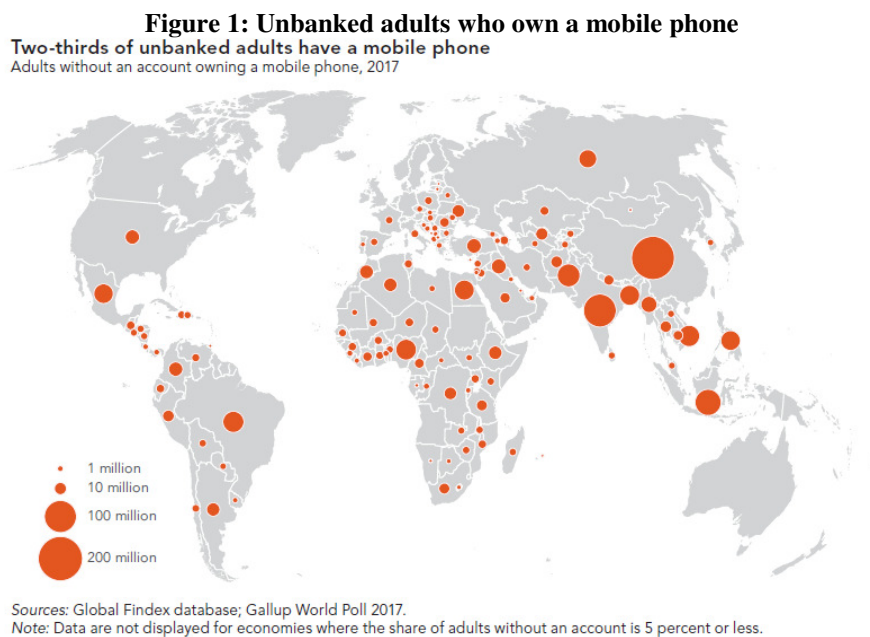 Figure 1: Unbanked adults who own a mobile phone
Two-thirds of unbanked adults have a mobile phone
Adults without an account owning a mobile phone, 2017
1 million
10 million
100 million
200 million
Sources: Global Findex database; Gallup World Poll 2017.
Note: Data are not displayed for economies where the share of adults without an account is 5 percent or less.